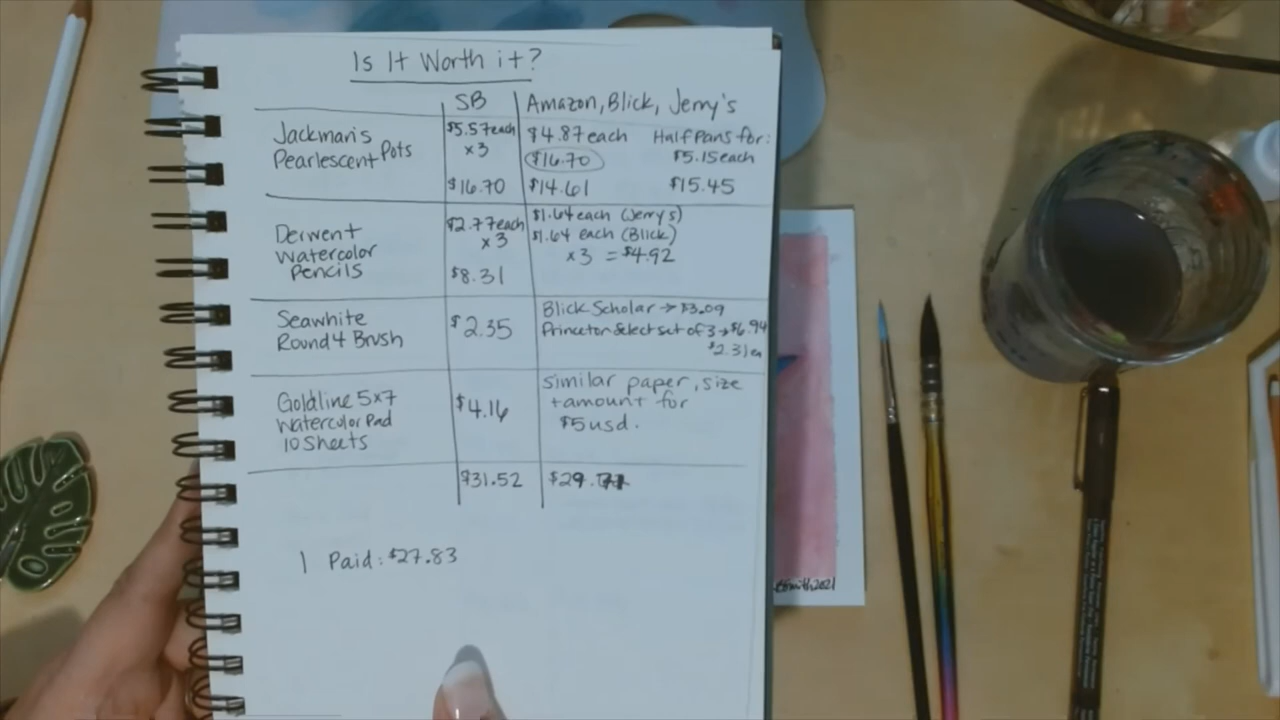 Is It Worth it?
SB Amazon, Blick, Jerry's
Jackman's
Pearlescent Pots
$5.57 each
x3
$16.70
$4.87 each
$16.70
$14.61
Half Pans for:
$5.15 each
$15.45
Derwent
Watercolor
Pencils
$2.77 each
x3
$8.31
$1.64 each (Jerry's)
$1.64 each (Blick)
x3 = $4.92
Seawhite
Round 4 Brush
$2.35
Blick Scholar → $3.09
Princeton Select set of 3 → $6.94
$2.31 ea
Goldline 5x7
Watercolor Pad
10 Sheets
$4.16
similar paper, size
+ amount for
$5 usd.
$31.52 $29.
I Paid: $27.83
Smith2021